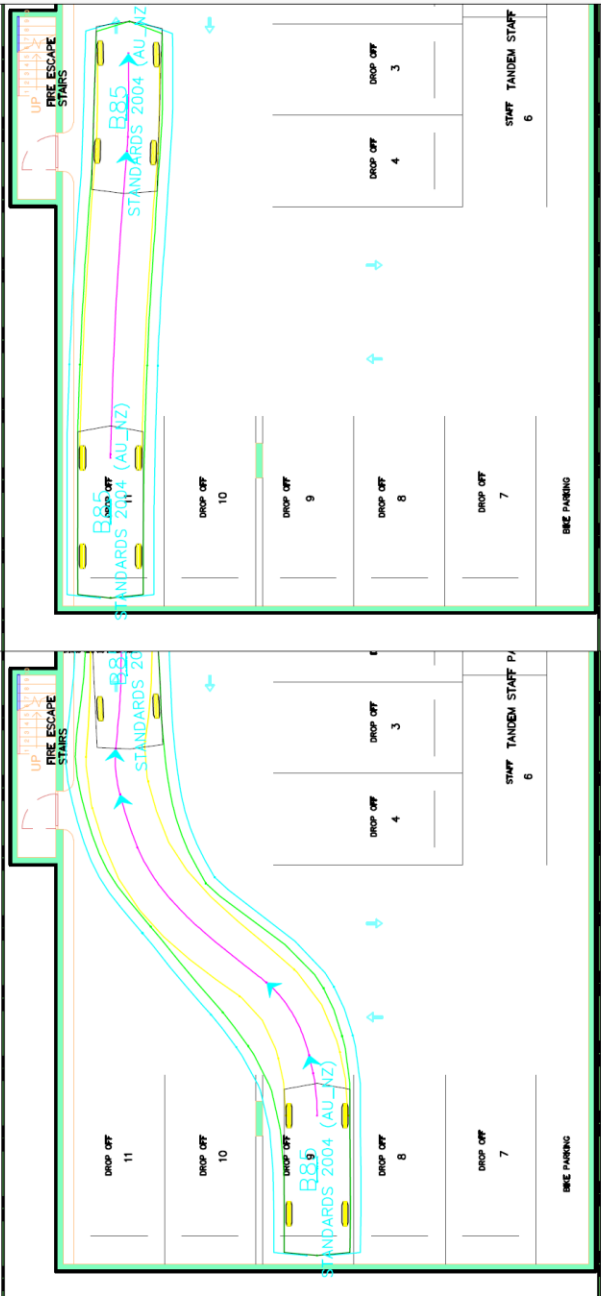 FIRE ESCAPE
STAIRS
UP
B85
STANDARDS 2004 (AU_NZ)
DROP OFF
3
DROP OFF
4
STAFF TANDEM STAFF
6
B85
STANDARDS 2004 (AU_NZ)
DROP OFF
11
DROP OFF
10
DROP OFF
9
DROP OFF
8
DROP OFF
7
BIKE PARKING
FIRE ESCAPE
STAIRS
UP
B8
STANDARDS 20
DROP OFF
3
DROP OFF
4
STAFF TANDEM STAFF PA
6
DROP OFF
11
DROP OFF
10
DROP OFF
9
B85
STANDARDS 2004 (AU_NZ)
DROP OFF
8
DROP OFF
7
BIKE PARKING